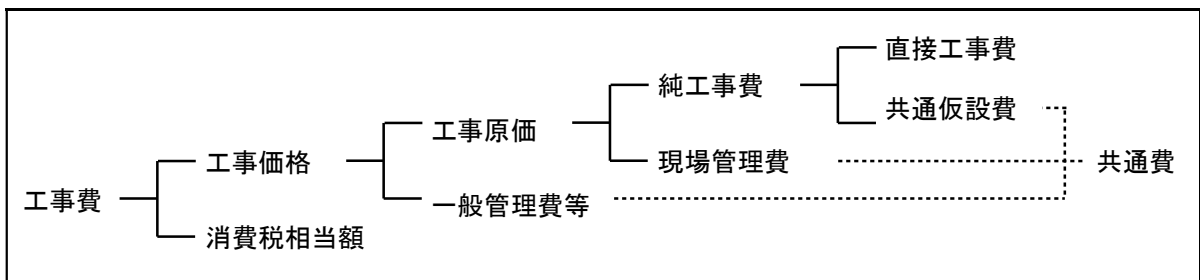 直接工事費
純工事費
共通仮設費
工事原価
工事価格
現場管理費
共通費
工事費
一般管理費等
消費税相当額